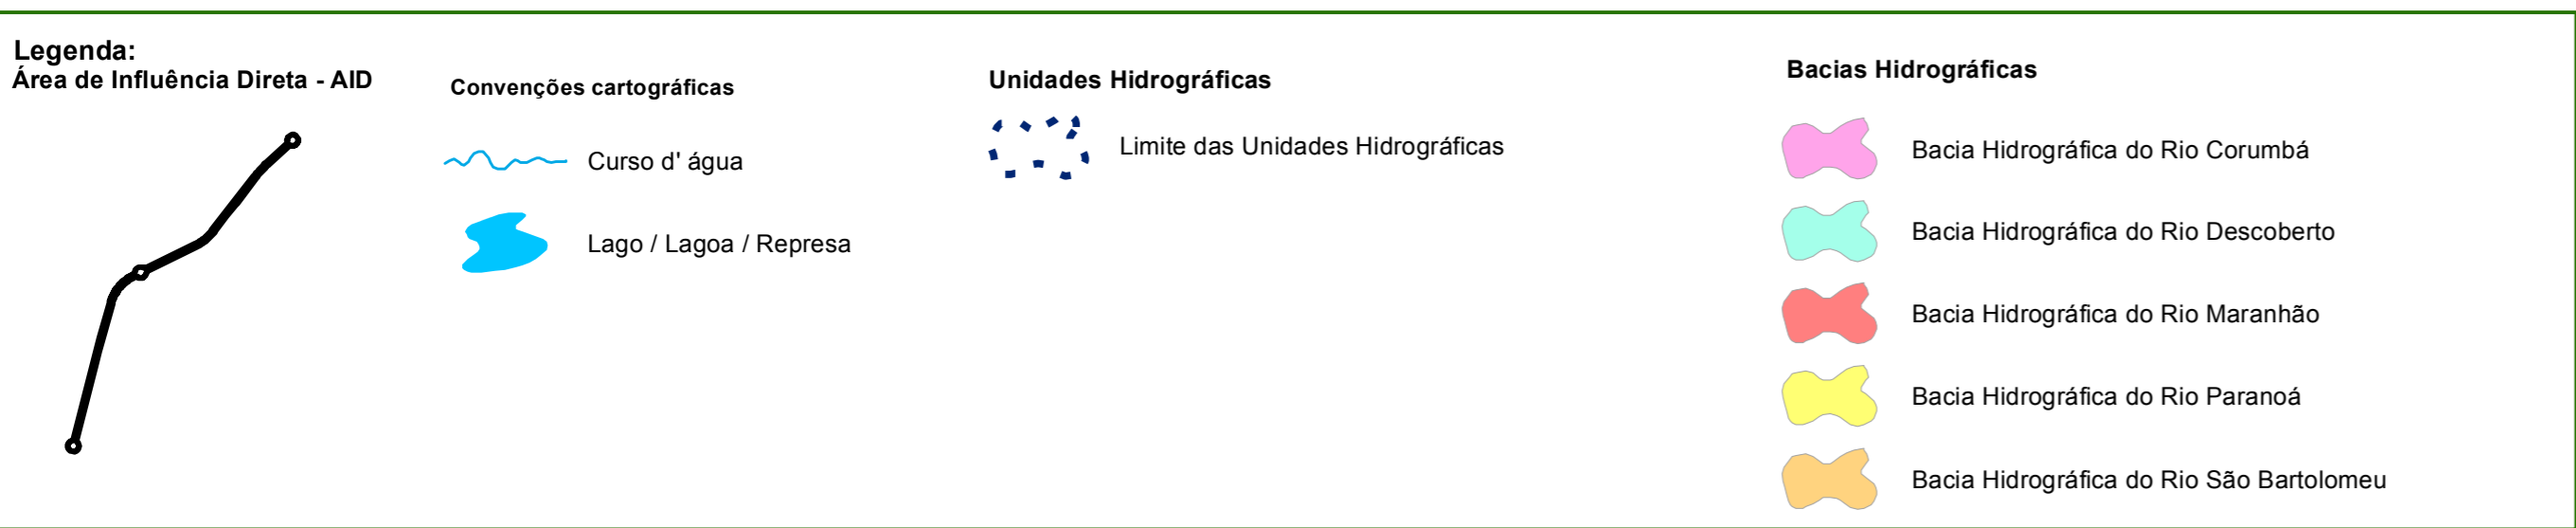 Legenda:
Área de Influência Direta - AID
Convenções cartográficas
Curso d' água
Lago / Lagoa / Represa
Unidades Hidrográficas
Limite das Unidades Hidrográficas
Bacias Hidrográficas
Bacia Hidrográfica do Rio Corumbá
Bacia Hidrográfica do Rio Descoberto
Bacia Hidrográfica do Rio Maranhão
Bacia Hidrográfica do Rio Paranoá
Bacia Hidrográfica do Rio São Bartolomeu